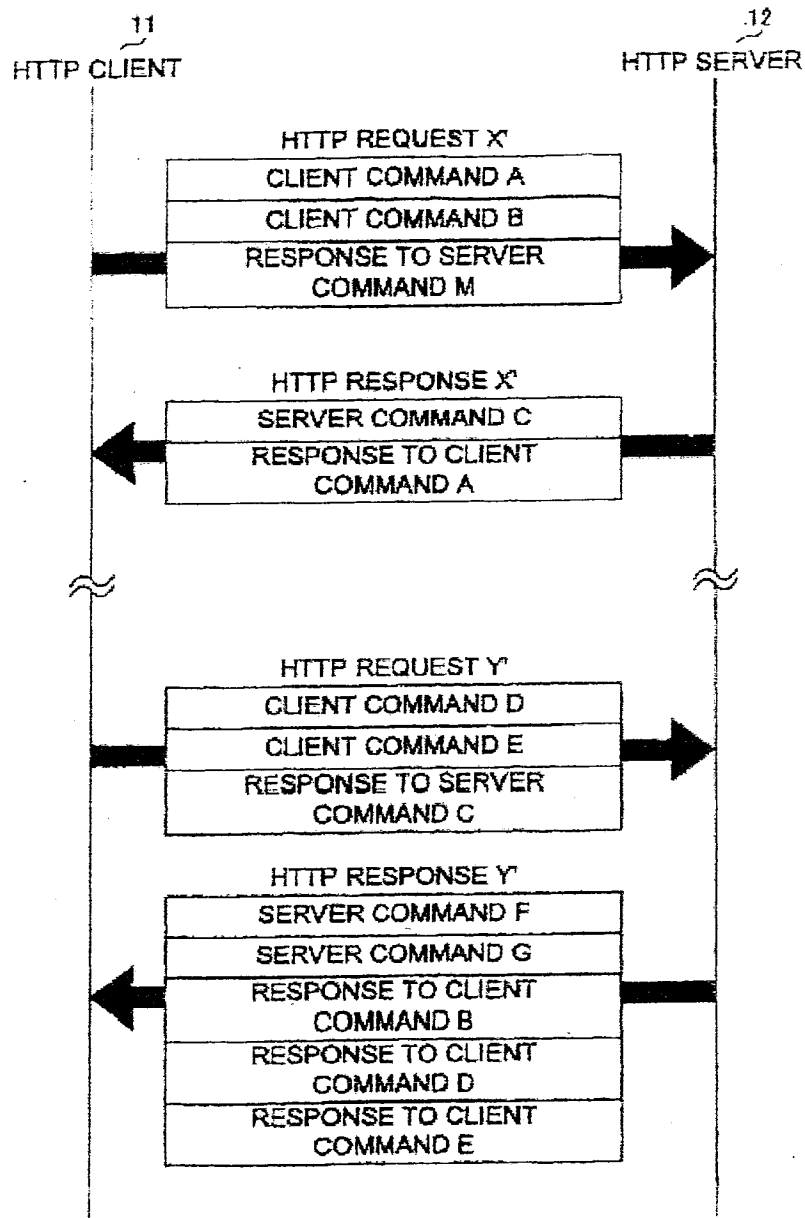 11
HTTP CLIENT
12
HTTP SERVER
HTTP REQUEST X'
CLIENT COMMAND A
CLIENT COMMAND B
RESPONSE TO SERVER
COMMAND M
HTTP RESPONSE X'
SERVER COMMAND C
RESPONSE TO CLIENT
COMMAND A
HTTP REQUEST Y'
CLIENT COMMAND D
CLIENT COMMAND E
RESPONSE TO SERVER
COMMAND C
HTTP RESPONSE Y'
SERVER COMMAND F
SERVER COMMAND G
RESPONSE TO CLIENT
COMMAND B
RESPONSE TO CLIENT
COMMAND D
RESPONSE TO CLIENT
COMMAND E